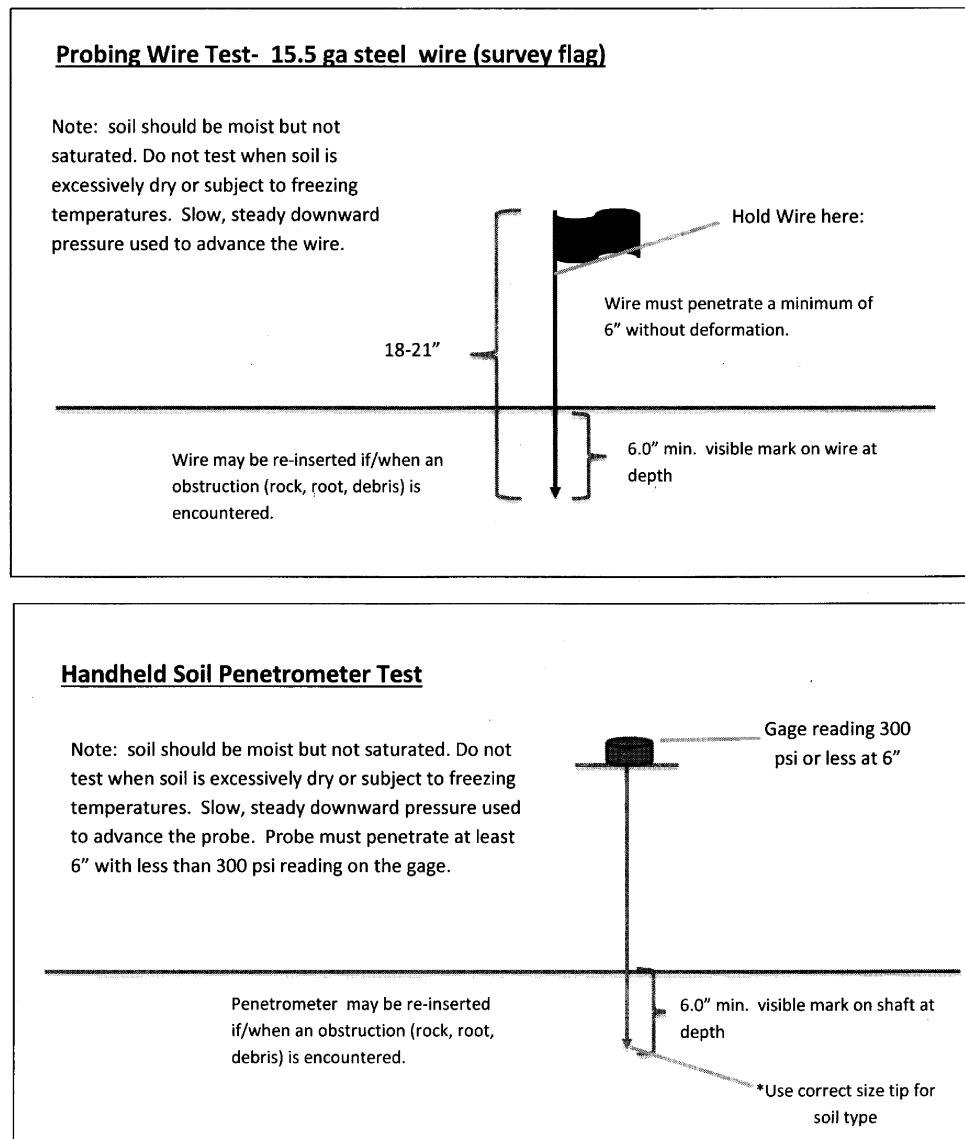 Probing Wire Test- 15.5 ga steel wire (survey flag)
Note: soil should be moist but not
saturated. Do not test when soil is
excessively dry or subject to freezing
temperatures. Slow, steady downward
pressure used to advance the wire.
Hold Wire here:
Wire must penetrate a minimum of
6” without deformation.
18-21”
Wire may be re-inserted if/when an
obstruction (rock, root, debris) is
encountered.
6.0” min. visible mark on wire at
depth
Handheld Soil Penetrometer Test
Note: soil should be moist but not saturated. Do not
test when soil is excessively dry or subject to freezing
temperatures. Slow, steady downward pressure used
to advance the probe. Probe must penetrate at least
6” with less than 300 psi reading on the gage.
Gage reading 300
psi or less at 6”
Penetrometer may be re-inserted
if/when an obstruction (rock, root,
debris) is encountered.
6.0” min. visible mark on shaft at
depth
*Use correct size tip for
soil type